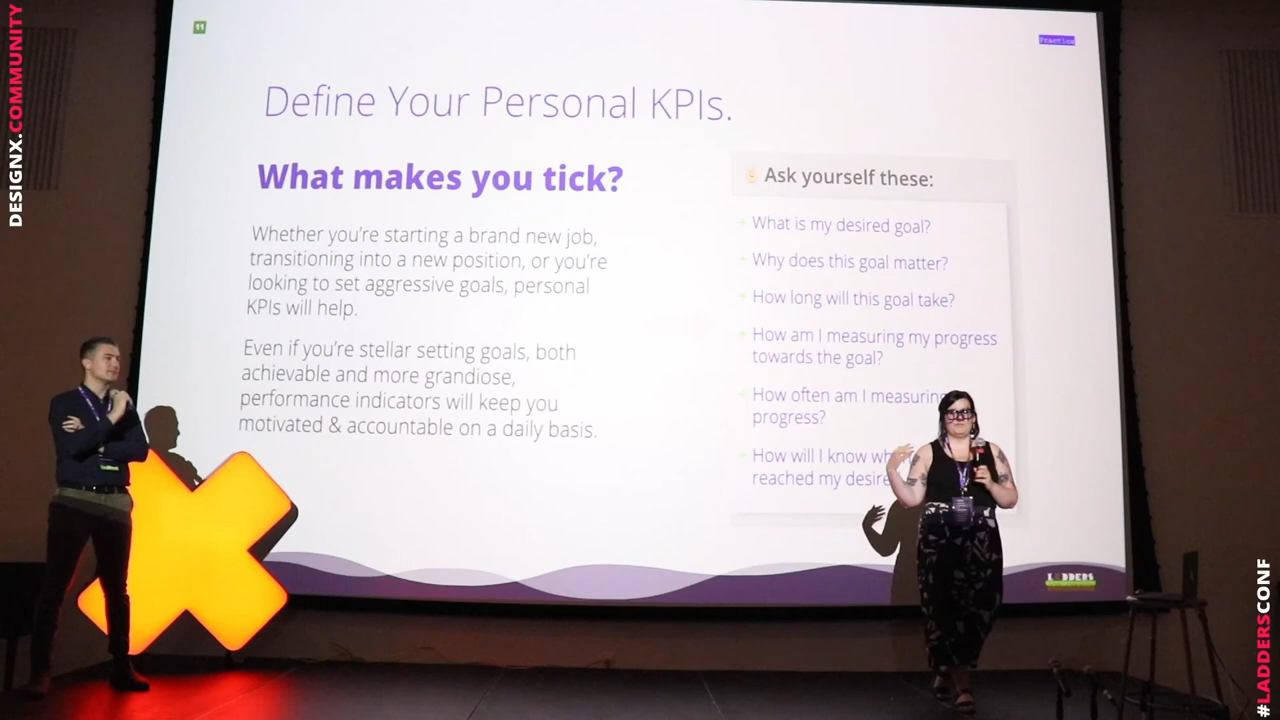 DESIGNX.COMMUNITY
11
Practice
Define Your Personal KPIs.
What makes you tick?
Whether you're starting a brand new job,
transitioning into a new position, or you're
looking to set aggressive goals, personal
KPIs will help.
Even if you're stellar setting goals, both
achievable and more grandiose,
performance indicators will keep you
motivated & accountable on a daily basis.
Ask yourself these:
What is my desired goal?
Why does this goal matter?
How long will this goal take?
How am I measuring my progress
towards the goal?
How often am I measuring
progress?
How will I know
reached my
LADDERS
#LADDERSCONF